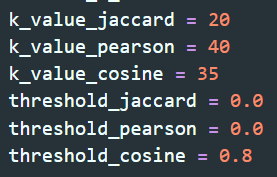 k_value_jaccard = 20
k_value_pearson = 40
k_value_cosine = 35
threshold_jaccard = 0.0
threshold_pearson = 0.0
threshold_cosine = 0.8